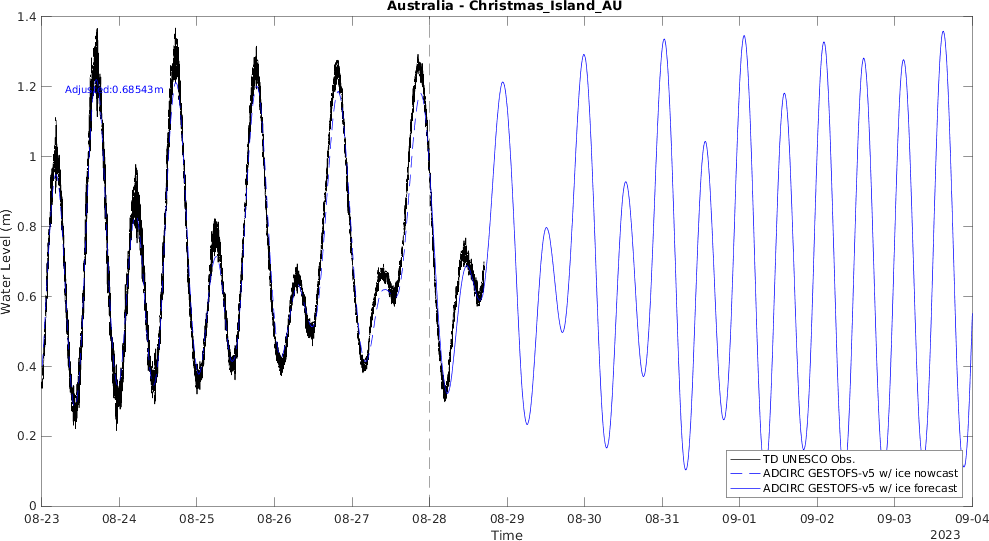 Australia - Christmas_Island_AU
1.4
1.2
1
0.8
0.6
0.4
0.2
0
Water Level (m)
Adjusted:0.68543m
TD UNESCO Obs.
ADCIRC GESTOFS-v5 w/ ice nowcast
ADCIRC GESTOFS-v5 w/ ice forecast
08-23 08-24 08-25 08-26 08-27 08-28 08-29 08-30 08-31 09-01 09-02 09-03 09-04
Time
2023